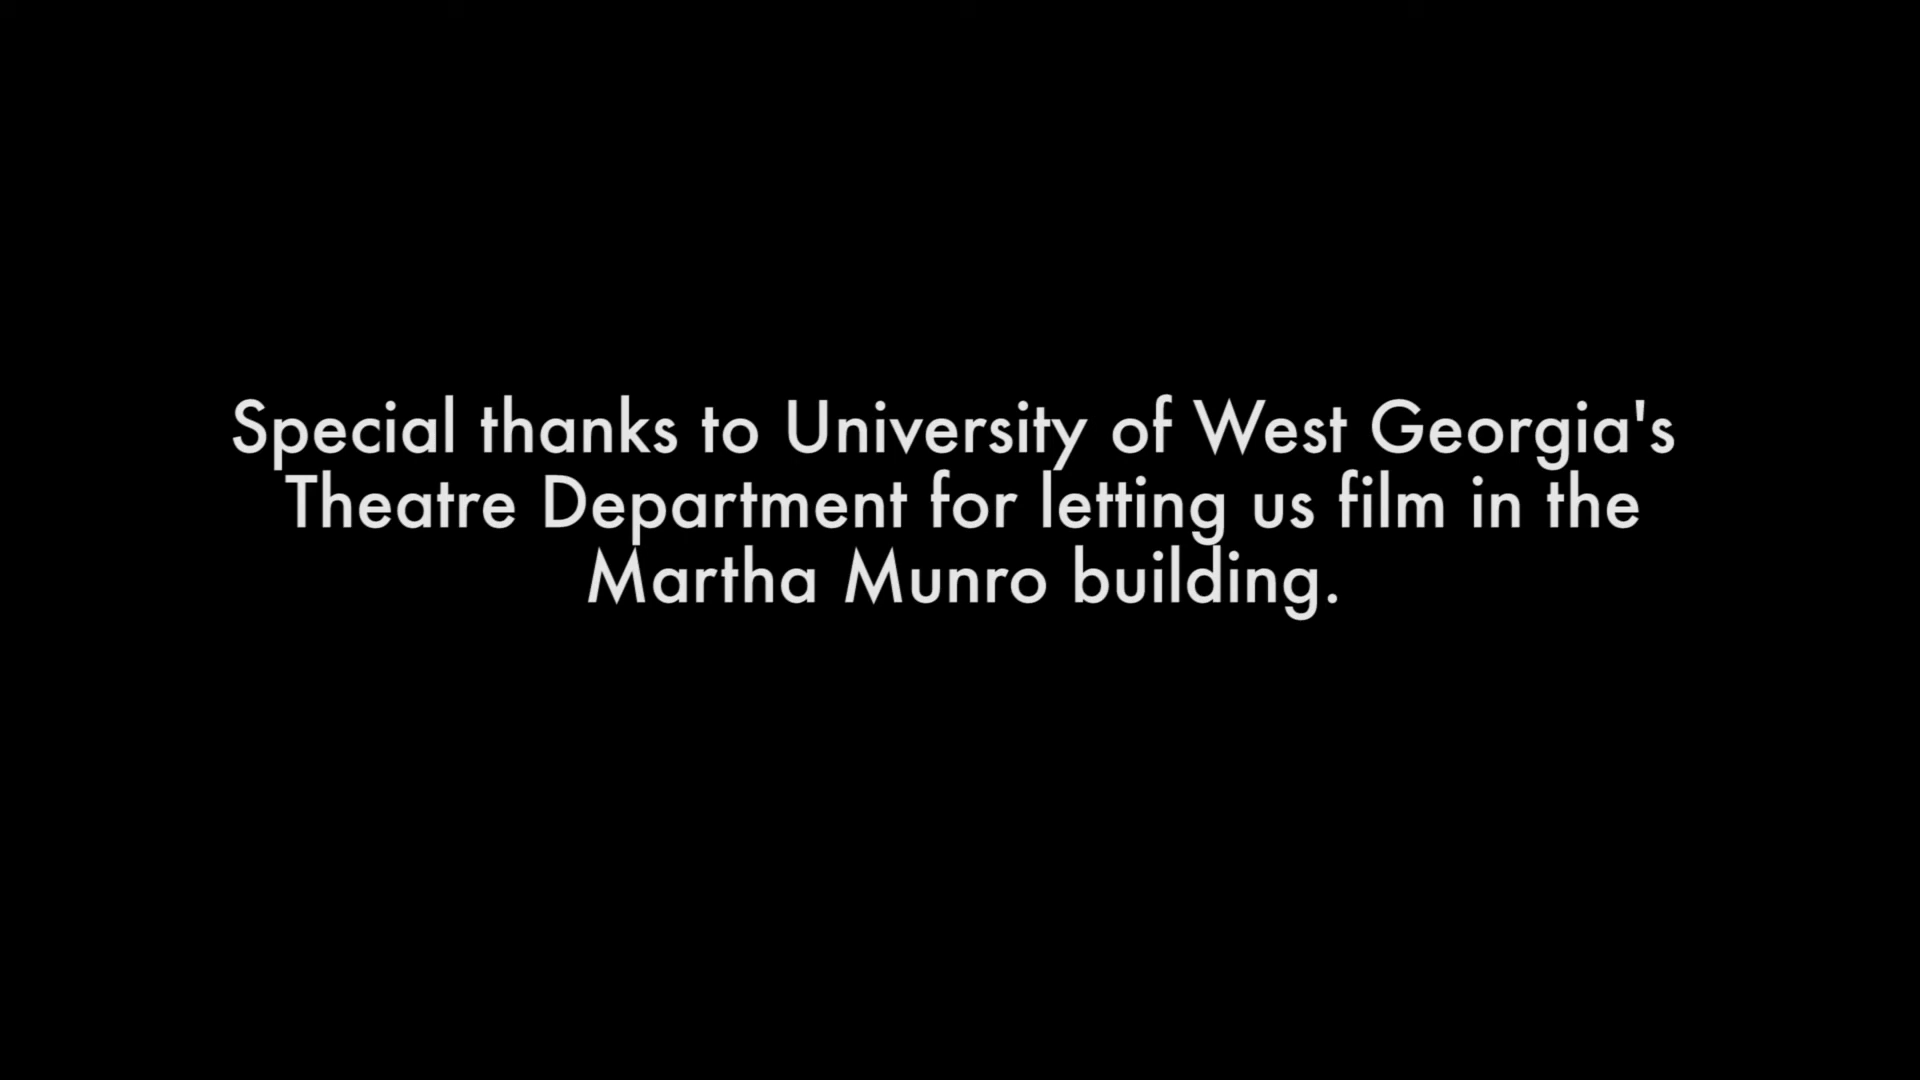 Special thanks to University of West Georgia's
Theatre Department for letting us film in the
Martha Munro building.